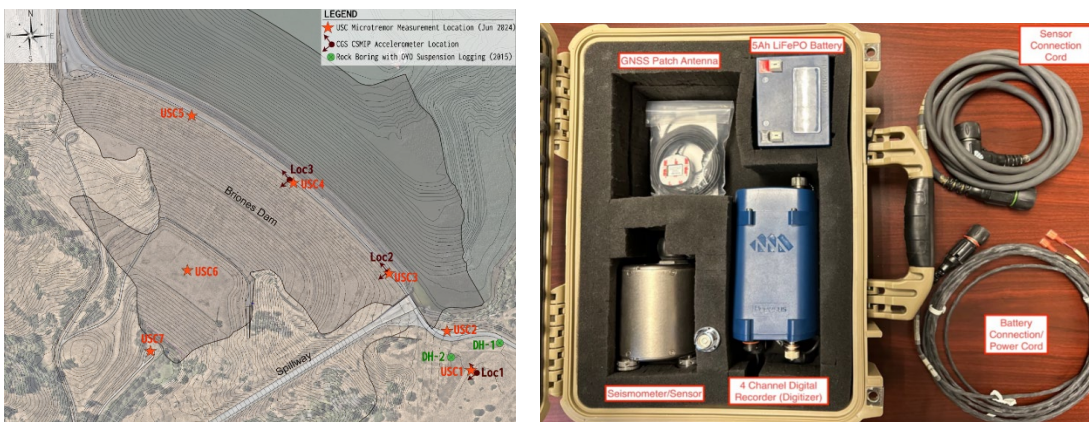 N
W
E
S
LEGEND
USC Microtremor Measurement Location (Jun 2024)
CGS CSMIP Accelerometer Location
Rock Boring with OYO Suspension Logging (2015)
USC5
Loc3
USC4
Briones Dam
Loc2
USC3
USC6
USC2
DH-1
DH-2
USC7
Spillway
USC1
Loc1
5Ah LiFePO Battery
GNSS Patch Antenna
Sensor
Connection
Cord
Battery
Connection/
Power Cord
Seismometer/Sensor
4 Channel Digital
Recorder (Digitizer)